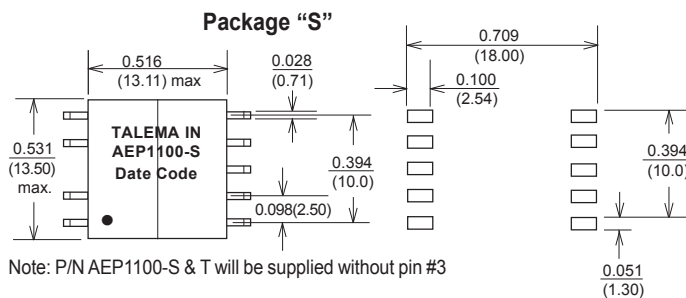 Package “S”
0.516
(13.11) max
0.028
(0.71)
0.709
(18.00)
0.100
(2.54)
0.531
(13.50)
max.
TALEMA IN
AEP1100-S
Date Code
0.394
(10.0)
0.098(2.50)
0.394
(10.0)
0.051
(1.30)
Note: P/N AEP1100-S & T will be supplied without pin #3